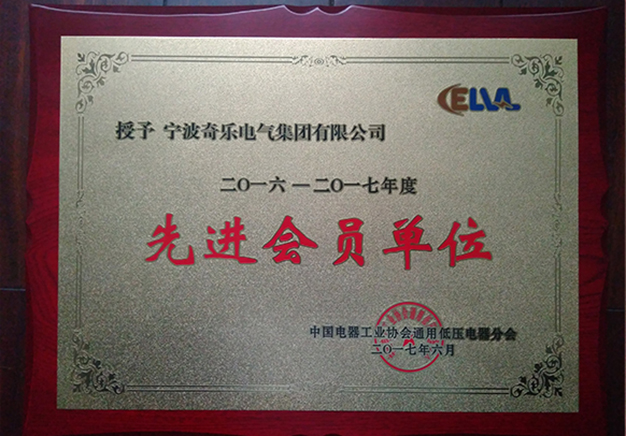 CELVA
授予 宁波奇乐电气集团有限公司
二〇一六 — 二〇一七年度
先进会员单位
中国电器工业协会通用低压电器分会
二〇一七年六月